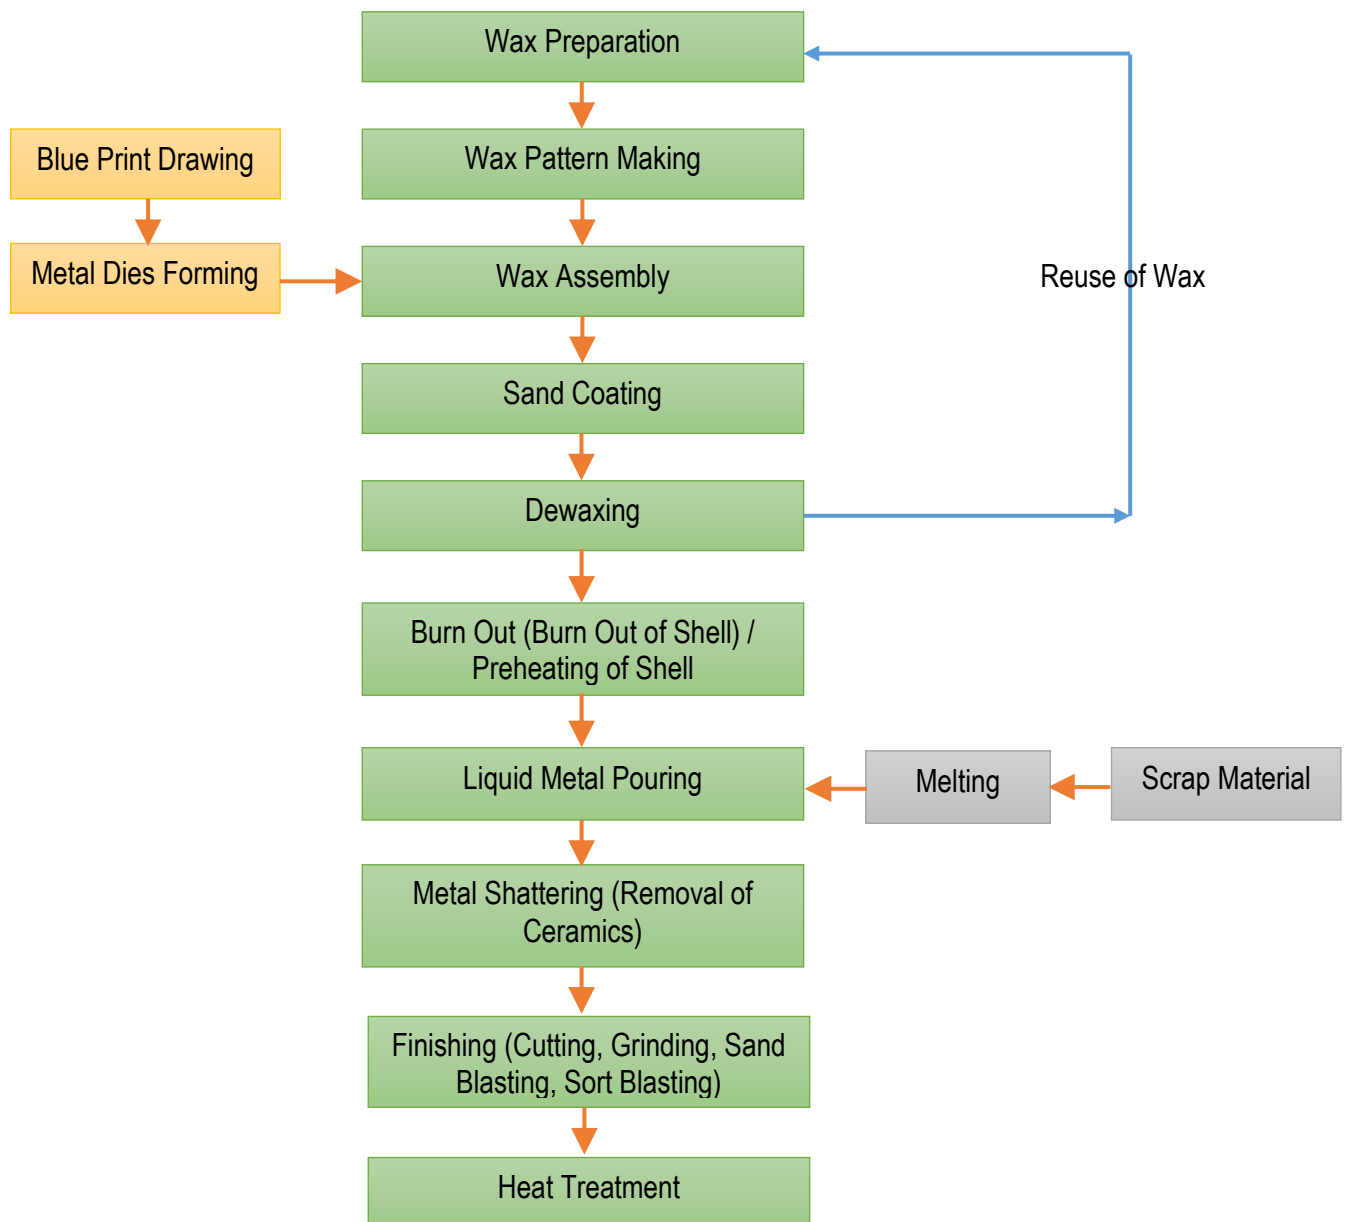 Wax Preparation
Blue Print Drawing
Wax Pattern Making
Metal Dies Forming
Wax Assembly
Reuse of Wax
Sand Coating
Dewaxing
Burn Out (Burn Out of Shell) /
Preheating of Shell
Liquid Metal Pouring
Melting
Scrap Material
Metal Shattering (Removal of
Ceramics)
Finishing (Cutting, Grinding, Sand
Blasting, Sort Blasting)
Heat Treatment